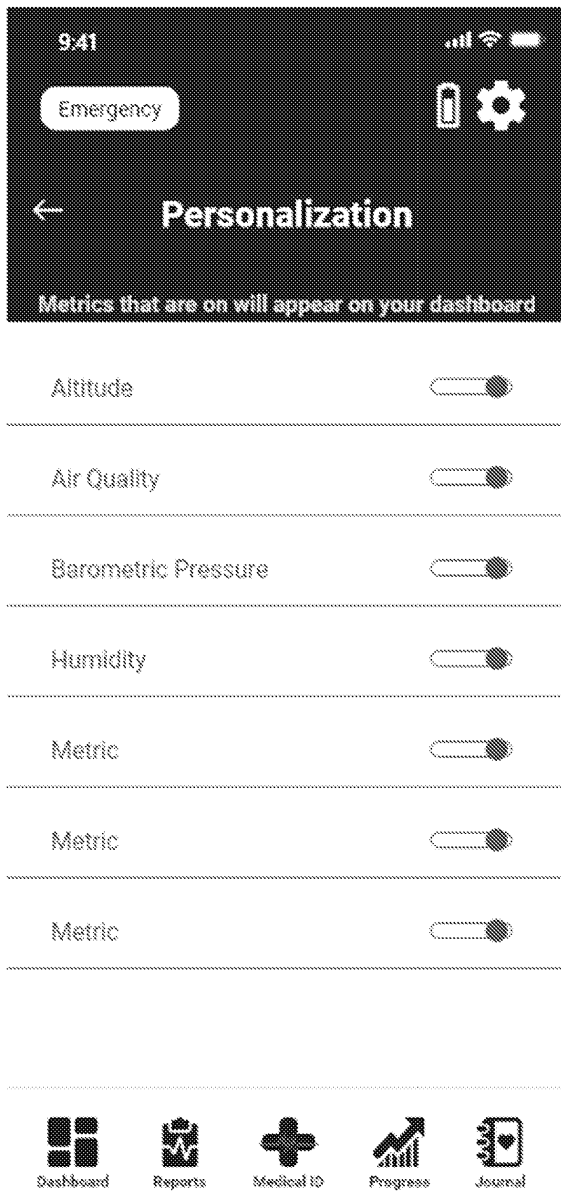 9:41
Emergency
Personalization
Metrics that are on will appear on your dashboard
Altitude
Air Quality
Barometric Pressure
Humidity
Metric
Metric
Metric
Dashboard Reports Medical ID Progress Journal